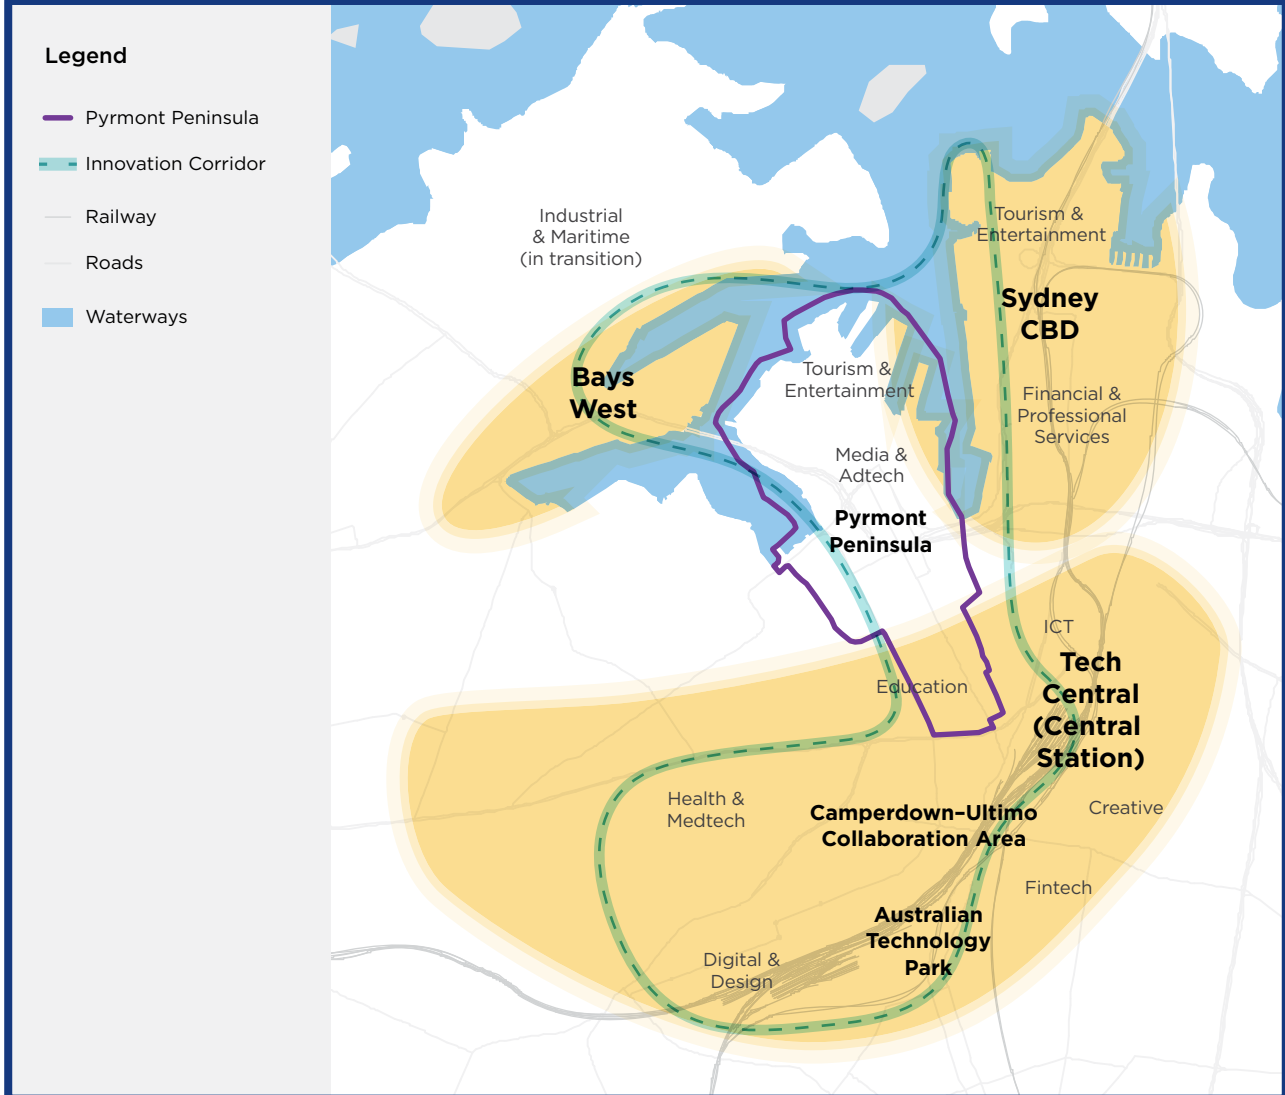 Legend
Pyrmont Peninsula
Innovation Corridor
Railway
Roads
Waterways
Industrial
& Maritime
(in transition)
Tourism &
Entertainment
Sydney
CBD
Bays
West
Tourism &
Entertainment
Financial &
Professional
Services
Media &
Adtech
Pyrmont
Peninsula
ICT
Tech
Central
(Central
Station)
Education
Health &
Medtech
Camperdown–Ultimo
Collaboration Area
Creative
Fintech
Australian
Technology
Park
Digital &
Design